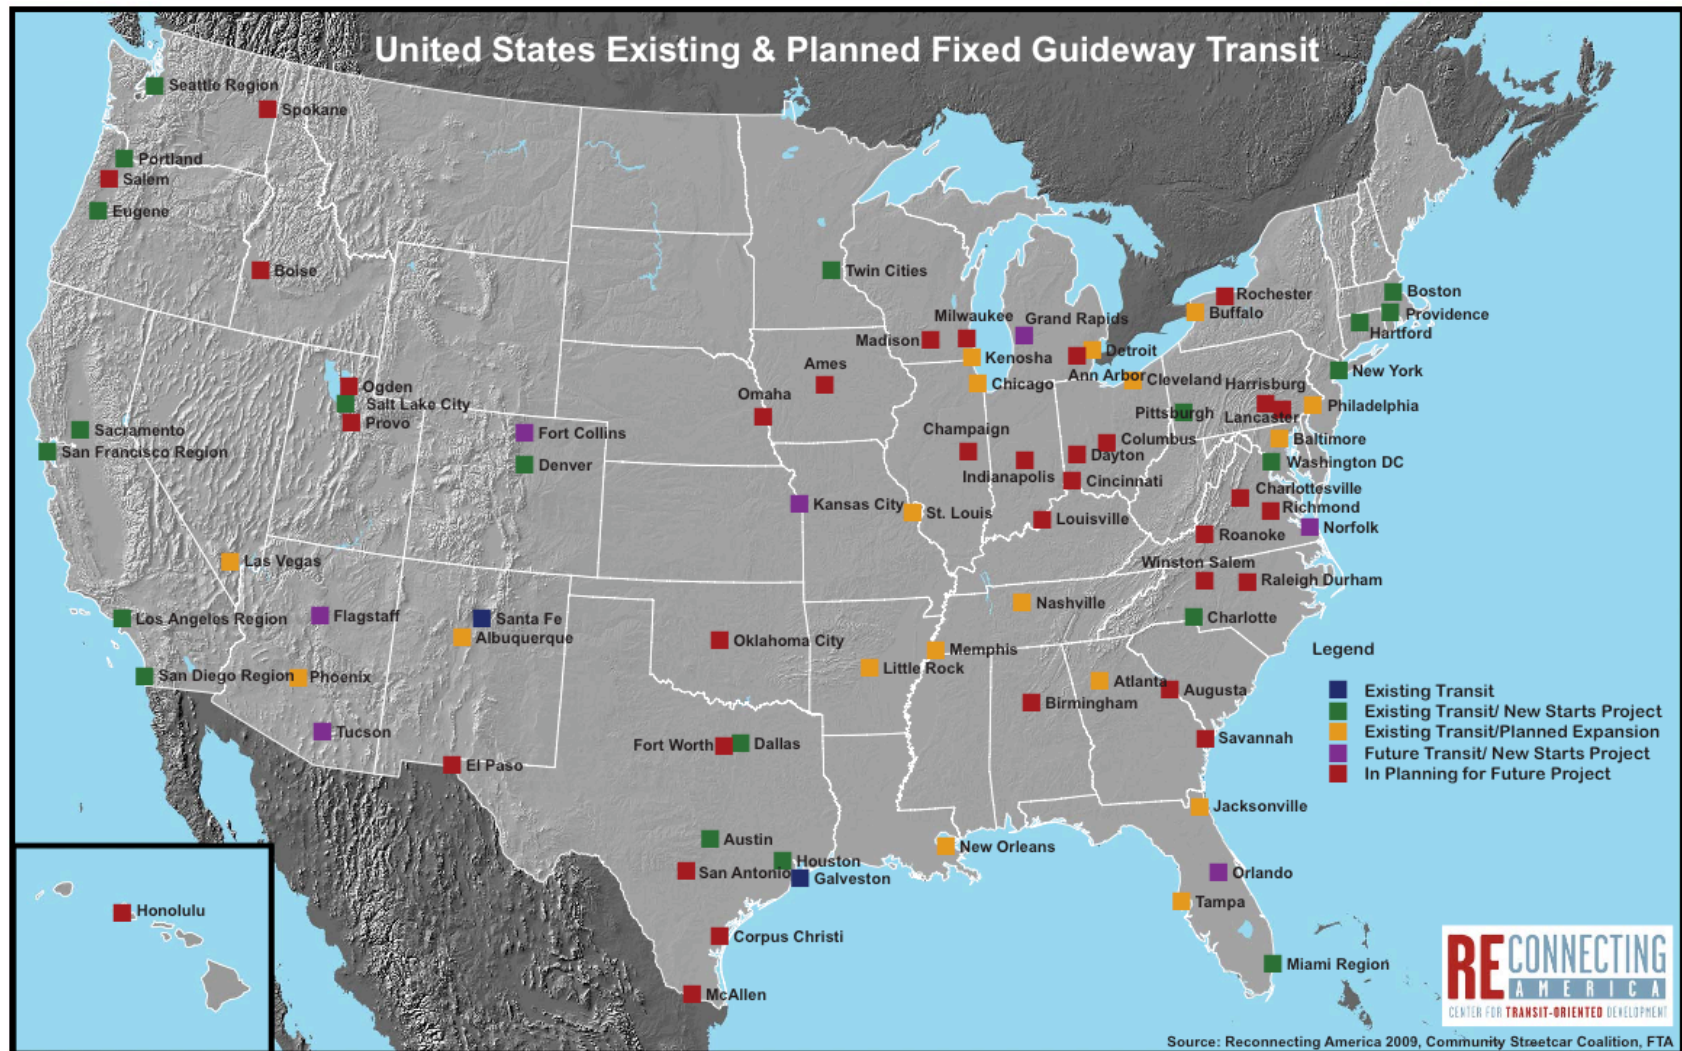 United States Existing & Planned Fixed Guideway Transit
Seattle Region
Spokane
Portland
Salem
Eugene
Boise
Twin Cities
Rochester
Boston
Buffalo
Providence
Hartford
Milwaukee
Grand Rapids
Madison
Kenosha
Detroit
Ann Arbor
Ames
Chicago
Cleveland
Harrisburg
New York
Ogden
Salt Lake City
Provo
Omaha
Pittsburgh
Lancaster
Philadelphia
Sacramento
San Francisco Region
Fort Collins
Denver
Champaign
Columbus
Dayton
Baltimore
Washington DC
Indianapolis
Cincinnati
Charlottesville
Kansas City
St. Louis
Louisville
Richmond
Norfolk
Roanoke
Las Vegas
Winston Salem
Raleigh Durham
Los Angeles Region
Flagstaff
Santa Fe
Albuquerque
Nashville
Charlotte
Oklahoma City
Memphis
Little Rock
San Diego Region
Phoenix
Atlanta
Augusta
Birmingham
Tucson
Fort Worth
Dallas
Savannah
El Paso
Jacksonville
Austin
Houston
New Orleans
San Antonio
Galveston
Orlando
Tampa
Honolulu
Corpus Christi
Miami Region
McAllen
Legend
Existing Transit
Existing Transit/ New Starts Project
Existing Transit/Planned Expansion
Future Transit/ New Starts Project
In Planning for Future Project
RECONNECTING
AMERICA
CENTER FOR TRANSIT-ORIENTED DEVELOPMENT
Source: Reconnecting America 2009, Community Streetcar Coalition, FTA